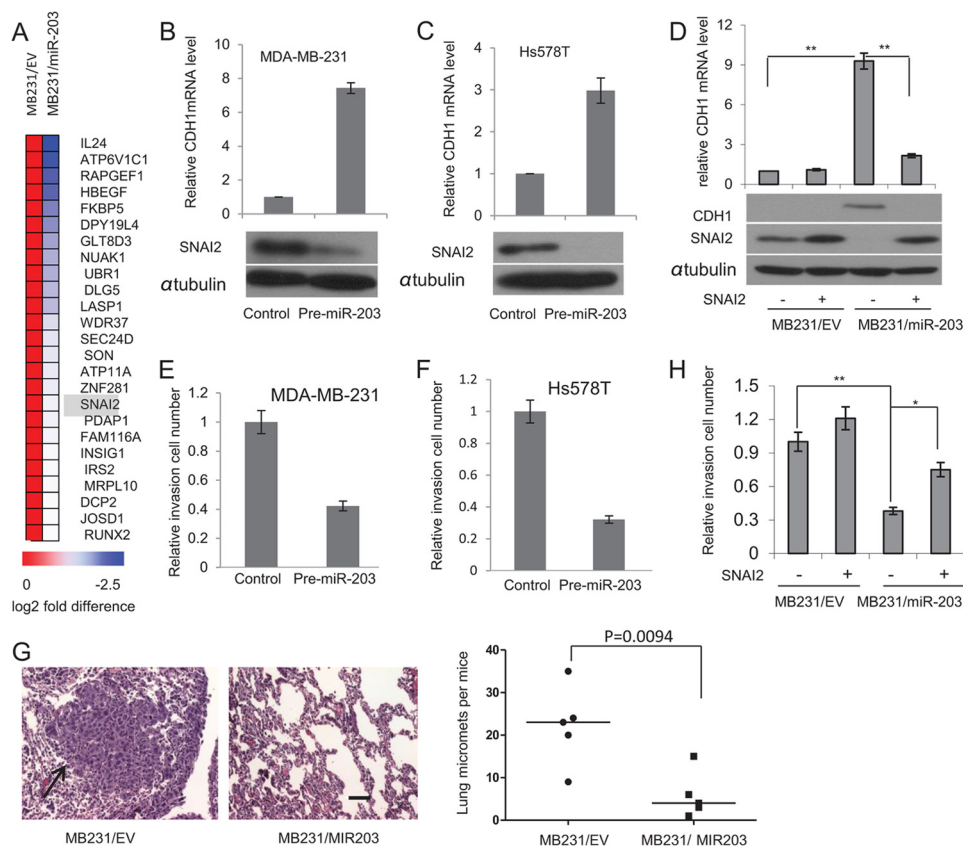 A
MB231/EV
MB231/miR-203
IL24
ATP6V1C1
RAPGEF1
HBEGF
FKBP5
DPY19L4
GLT8D3
NUAK1
UBR1
DLG5
LASP1
WDR37
SEC24D
SON
ATP11A
ZNF281
SNAI2
PDAP1
FAM116A
INSIG1
IRS2
MRPL10
DCP2
JOSD1
RUNX2
0 -2.5
log2 fold difference
B
Relative CDH1mRNA level
10
8
6
4
2
0
MDA-MB-231
SNAI2
αtubulin
Control Pre-miR-203
C
Relative CDH1 mRNA level
4
3
2
1
0
Hs578T
SNAI2
αtubulin
Control Pre-miR-203
D
relative CDH1 mRNA level
10
8
6
4
2
0
** **
CDH1
SNAI2
αtubulin
SNAI2 - + - +
MB231/EV MB231/miR-203
E
Relative invasion cell number
1.2
1
0.8
0.6
0.4
0.2
0
MDA-MB-231
Control Pre-miR-203
F
Relative invasion cell number
1.2
1
0.8
0.6
0.4
0.2
0
Hs578T
Control Pre-miR-203
H
Relative invasion cell number
1.5
1.2
0.9
0.6
0.3
0
**
*
SNAI2 - + - +
MB231/EV MB231/miR-203
G
MB231/EV MB231/MIR203
P=0.0094
Lung micromets per mice
40
30
20
10
0
MB231/EV MB231/ MIR203